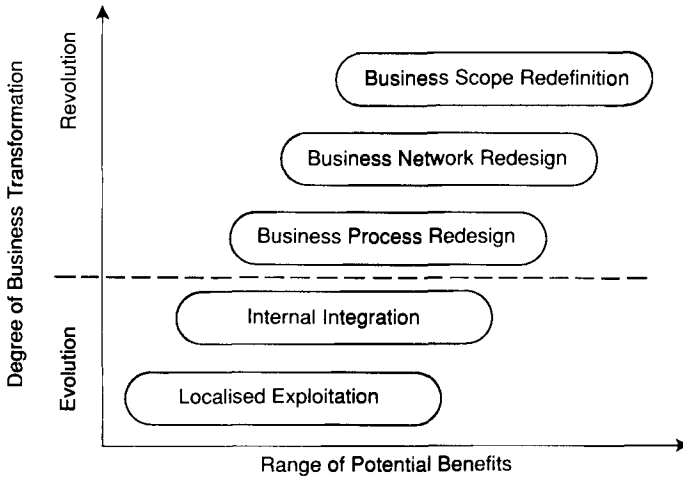 Degree of Business Transformation
Revolution
Evolution
Business Scope Redefinition
Business Network Redesign
Business Process Redesign
Internal Integration
Localised Exploitation
Range of Potential Benefits